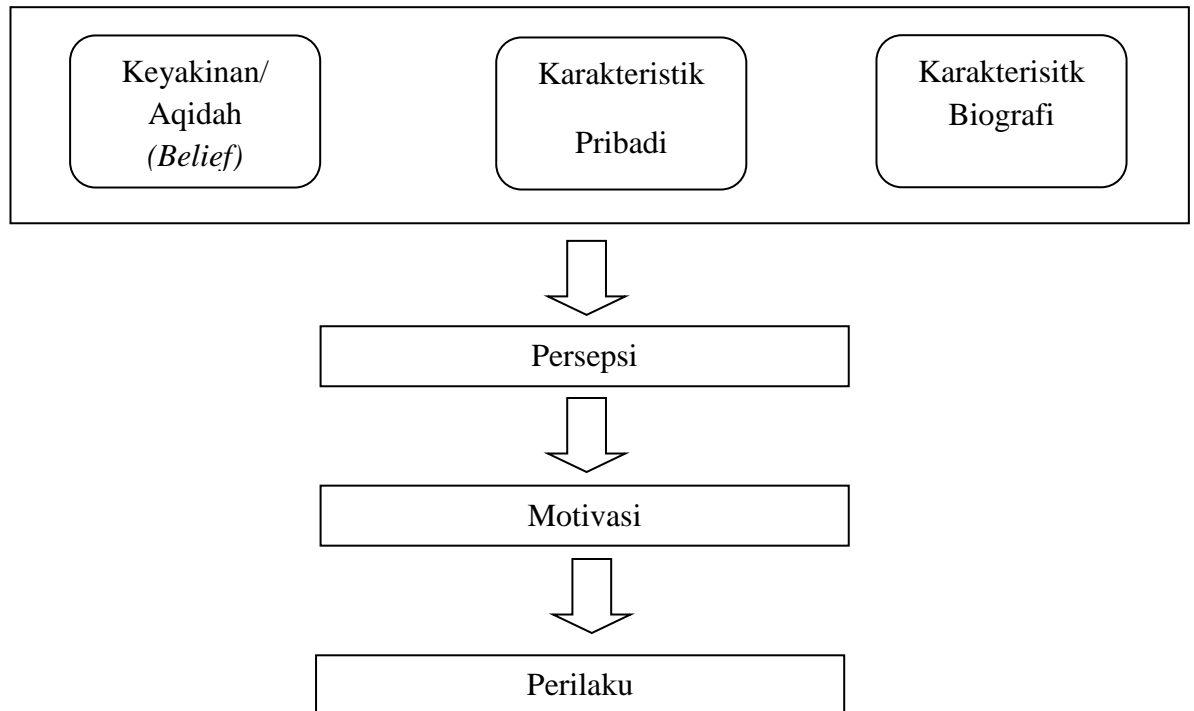 Keyakinan/
Aqidah
(Belief)
Karakteristik
Pribadi
Karakterisitk
Biografi
Persepsi
Motivasi
Perilaku